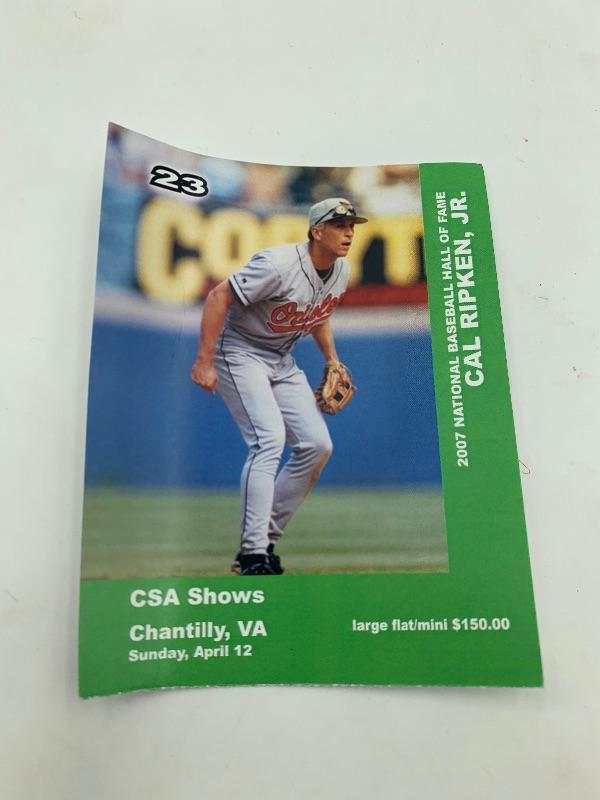 23
2007 NATIONAL BASEBALL HALL OF FAME
CAL RIPKEN, JR.
Orioles
CSA Shows
Chantilly, VA
Sunday, April 12
large flat/mini $150.00